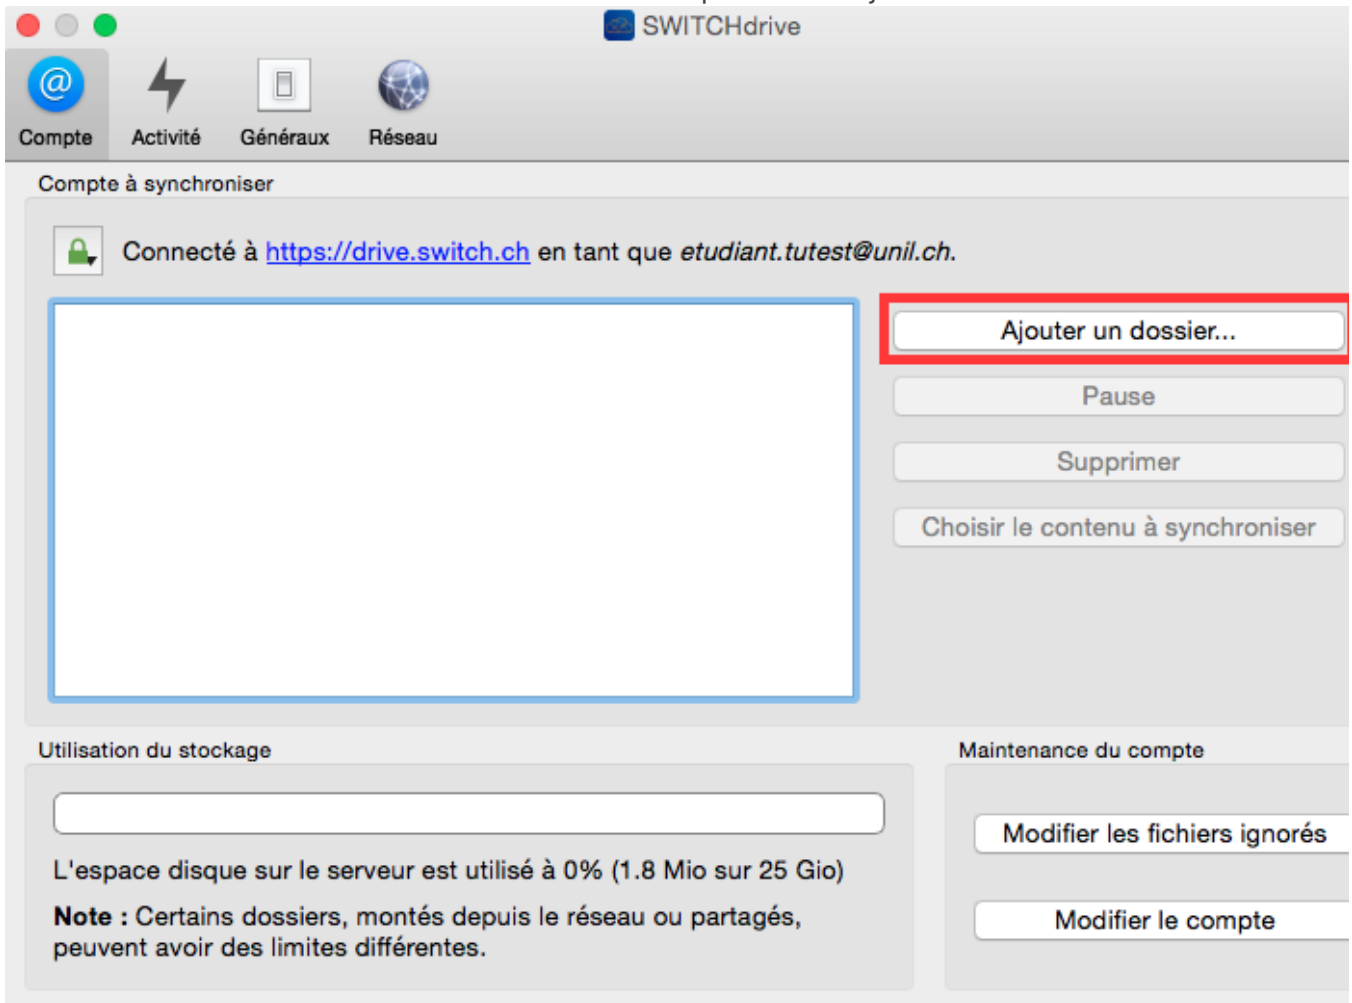 SWITCHdrive
Compte
Activité
Généraux
Réseau
Compte à synchroniser
Connecté à https://drive.switch.ch en tant que etudiant.tutest@unil.ch.
Ajouter un dossier...
Pause
Supprimer
Choisir le contenu à synchroniser
Utilisation du stockage
L'espace disque sur le serveur est utilisé à 0% (1.8 Mio sur 25 Gio)
Note : Certains dossiers, montés depuis le réseau ou partagés,
peuvent avoir des limites différentes.
Maintenance du compte
Modifier les fichiers ignorés
Modifier le compte